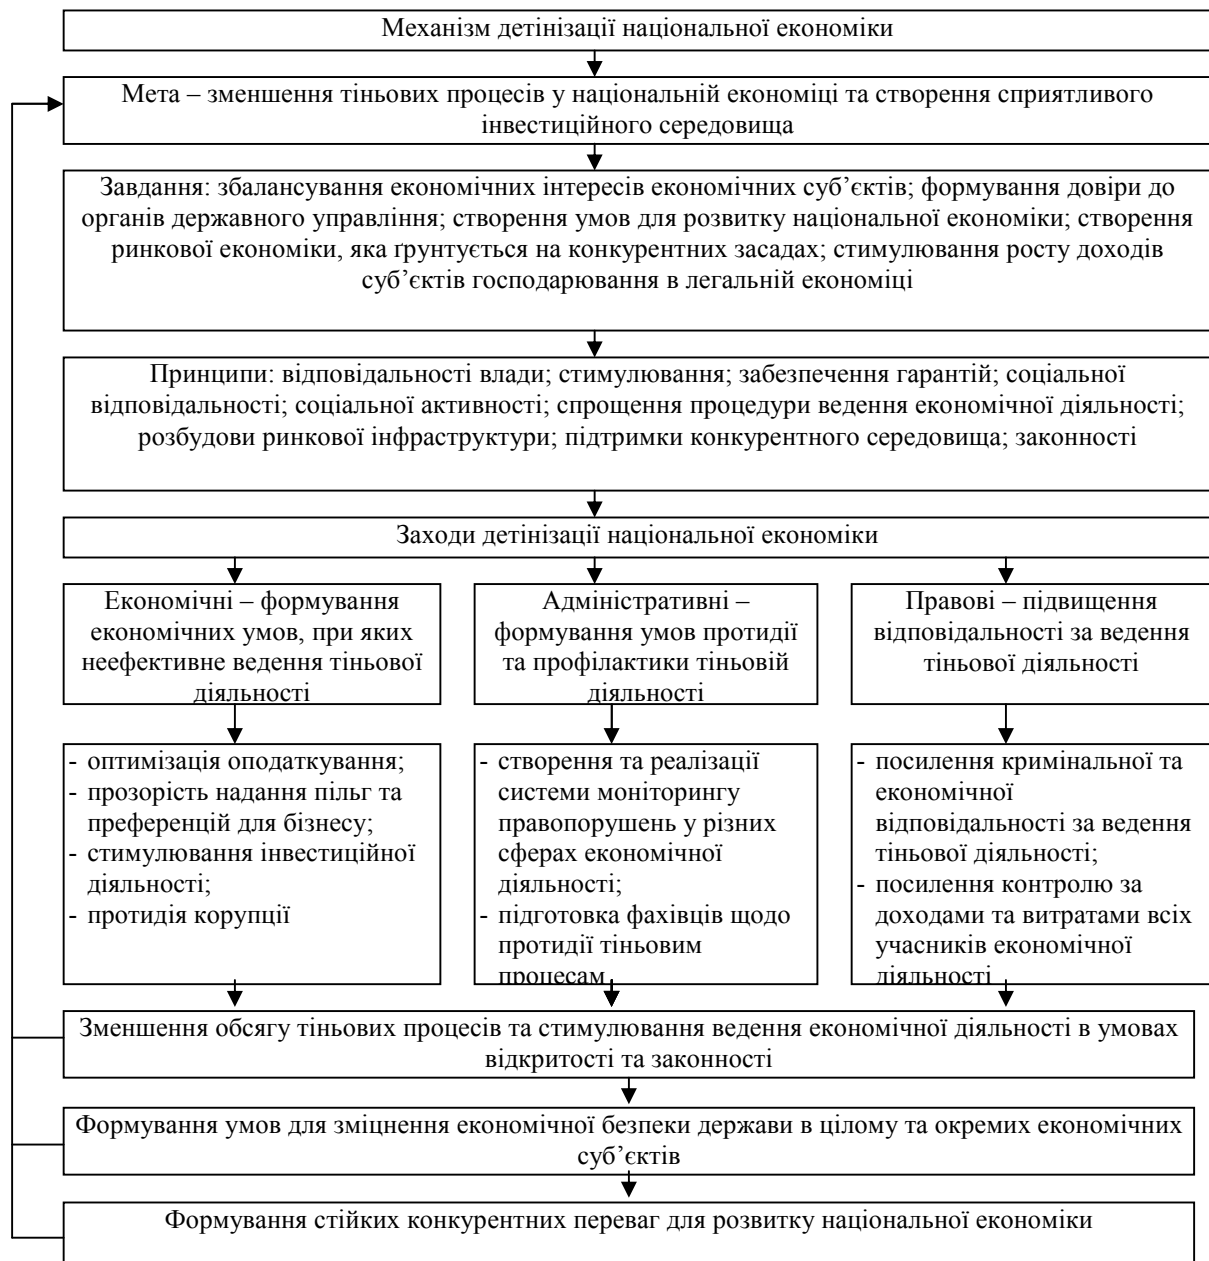 Механізм детінізації національної економіки
Мета – зменшення тіньових процесів у національній економіці та створення сприятливого
інвестиційного середовища
Завдання: збалансування економічних інтересів економічних суб’єктів; формування довіри до
органів державного управління; створення умов для розвитку національної економіки; створення
ринкової економіки, яка ґрунтується на конкурентних засадах; стимулювання росту доходів
суб’єктів господарювання в легальній економіці
Принципи: відповідальності влади; стимулювання; забезпечення гарантій; соціальної
відповідальності; соціальної активності; спрощення процедури ведення економічної діяльності;
розбудови ринкової інфраструктури; підтримки конкурентного середовища; законності
Заходи детінізації національної економіки
Економічні – формування
економічних умов, при яких
неефективне ведення тіньової
діяльності
Адміністративні –
формування умов протидії
та профілактики тіньовій
діяльності
Правові – підвищення
відповідальності за ведення
тіньової діяльності
- оптимізація оподаткування;
- прозорість надання пільг та
преференцій для бізнесу;
- стимулювання інвестиційної
діяльності;
- протидія корупції
- створення та реалізації
системи моніторингу
правопорушень у різних
сферах економічної
діяльності;
- підготовка фахівців щодо
протидії тіньовим
процесам
- посилення кримінальної та
економічної
відповідальності за ведення
тіньової діяльності;
- посилення контролю за
доходами та витратами всіх
учасників економічної
діяльності
Зменшення обсягу тіньових процесів та стимулювання ведення економічної діяльності в умовах
відкритості та законності
Формування умов для зміцнення економічної безпеки держави в цілому та окремих економічних
суб’єктів
Формування стійких конкурентних переваг для розвитку національної економіки